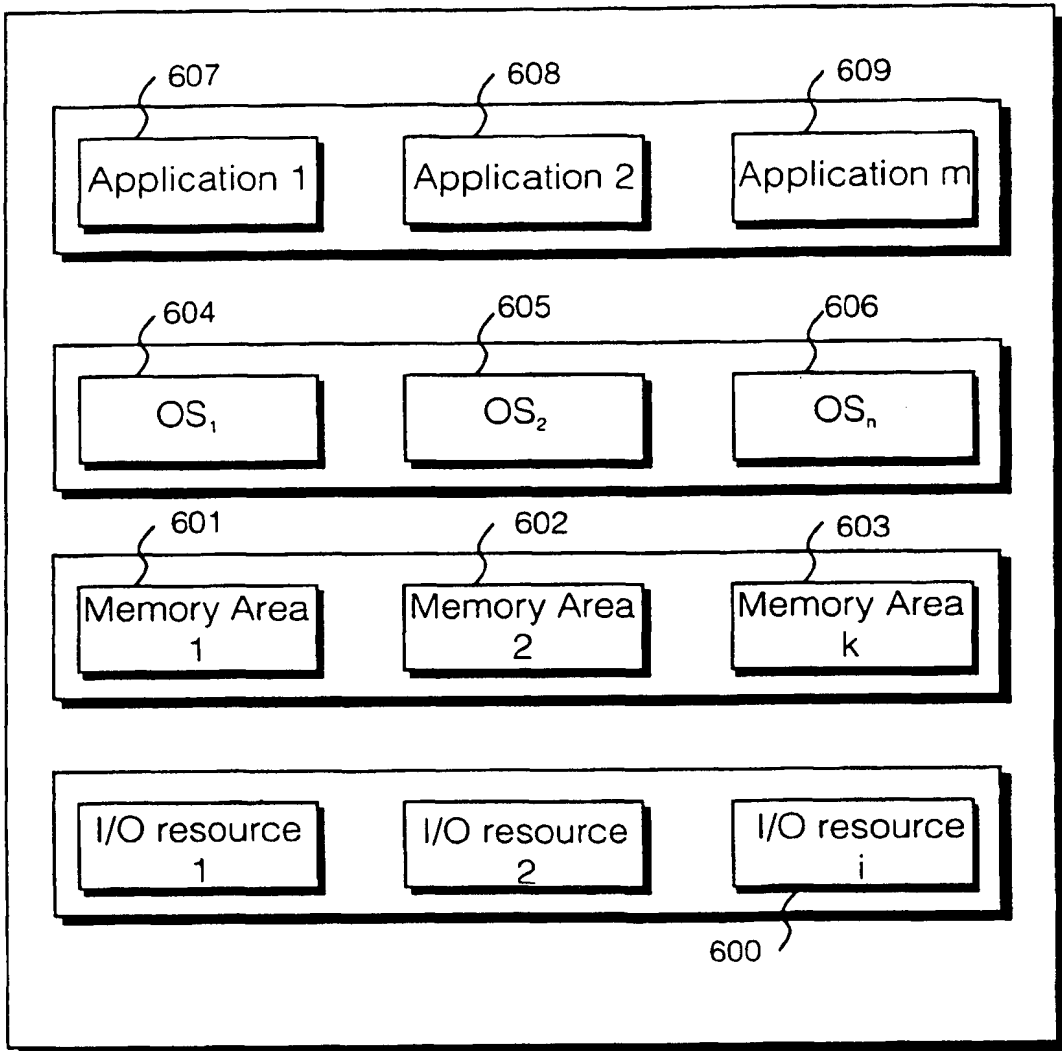 607 608 609
Application 1 Application 2 Application m
604 605 606
OS₁ OS₂ OSₙ
601 602 603
Memory Area Memory Area Memory Area
1 2 k
I/O resource I/O resource I/O resource
1 2 i
600